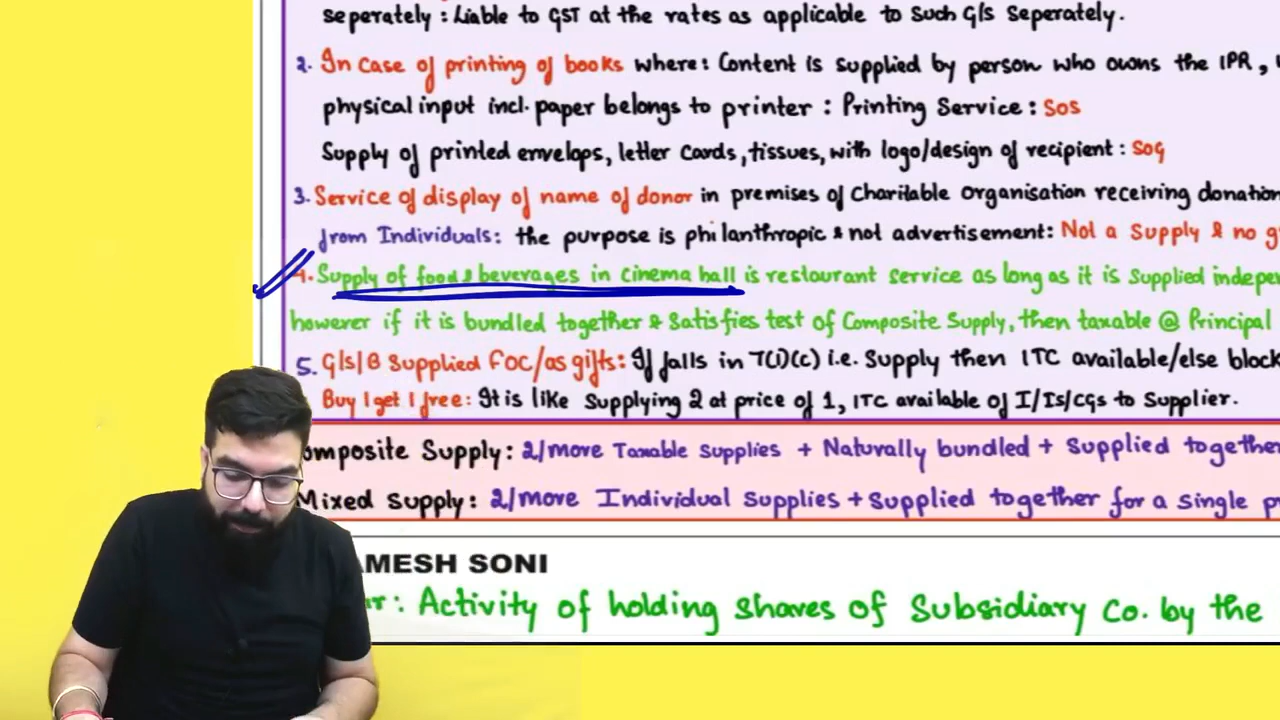 seperately : Liable to GST at the rates as applicable to Such G/s Seperately.
2. In Case of printing of books where: Content is supplied by person who owns the IPR,
physical input incl. paper belongs to printer : Printing Service : SOS
Supply of printed envelops, letter Cards, tissues, with logo/design of recipient : SOG
3. Service of display of name of donor in premises of Charitable Organisation receiving donation
from Individuals: the purpose is philanthropic & not advertisement: Not a Supply & no g
4. Supply of food & beverages in Cinema hall is restaurant service as long as it is supplied indepe
however if it is bundled together & Satisfies test of Composite Supply, then taxable @ Principal
5. G/S/B Supplied FOC/as gifts: If falls in 7(1)(c) i.e. Supply then ITC available/else block
Buy 1 get 1 free: It is like Supplying 2 at price of 1, ITC available of I/Is/CGs to Supplier.
omposite Supply: 2/more Taxable Supplies + Naturally bundled + Supplied together
Mixed Supply: 2/more Individual Supplies + Supplied together for a single p
AMESH SONI
r: Activity of holding Shares of Subsidiary Co. by the